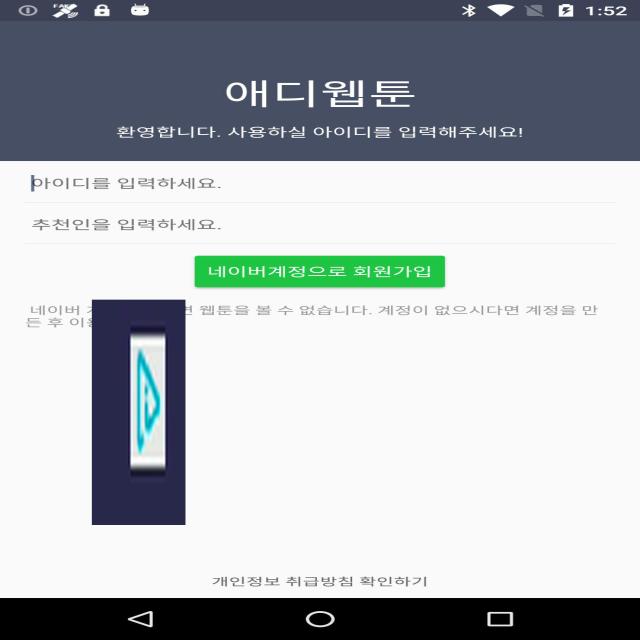 1:52
애디웹툰
환영합니다. 사용하실 아이디를 입력해주세요!
아이디를 입력하세요.
추천인을 입력하세요.
네이버계정으로 회원가입
네이버 면 웹툰을 볼 수 없습니다. 계정이 없으시다면 계정을 만
든 후
개인정보 취급방침 확인하기